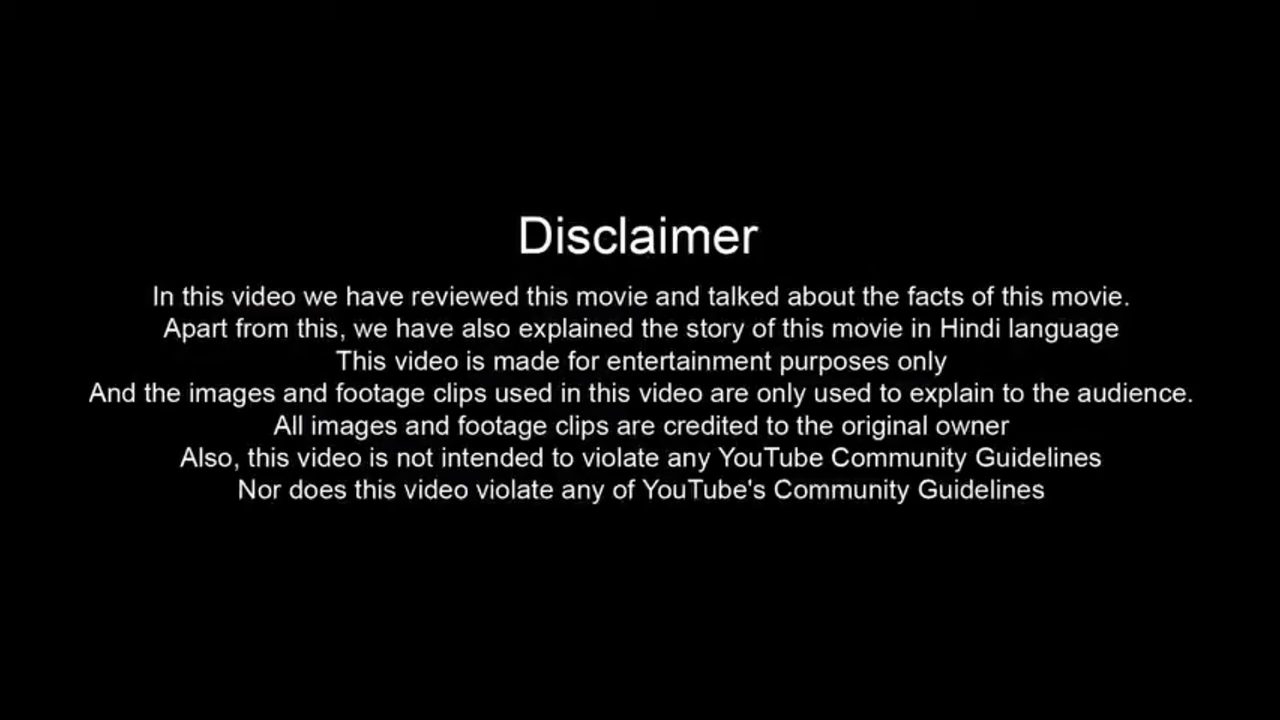 Disclaimer
In this video we have reviewed this movie and talked about the facts of this movie.
Apart from this, we have also explained the story of this movie in Hindi language
This video is made for entertainment purposes only
And the images and footage clips used in this video are only used to explain to the audience.
All images and footage clips are credited to the original owner
Also, this video is not intended to violate any YouTube Community Guidelines
Nor does this video violate any of YouTube's Community Guidelines